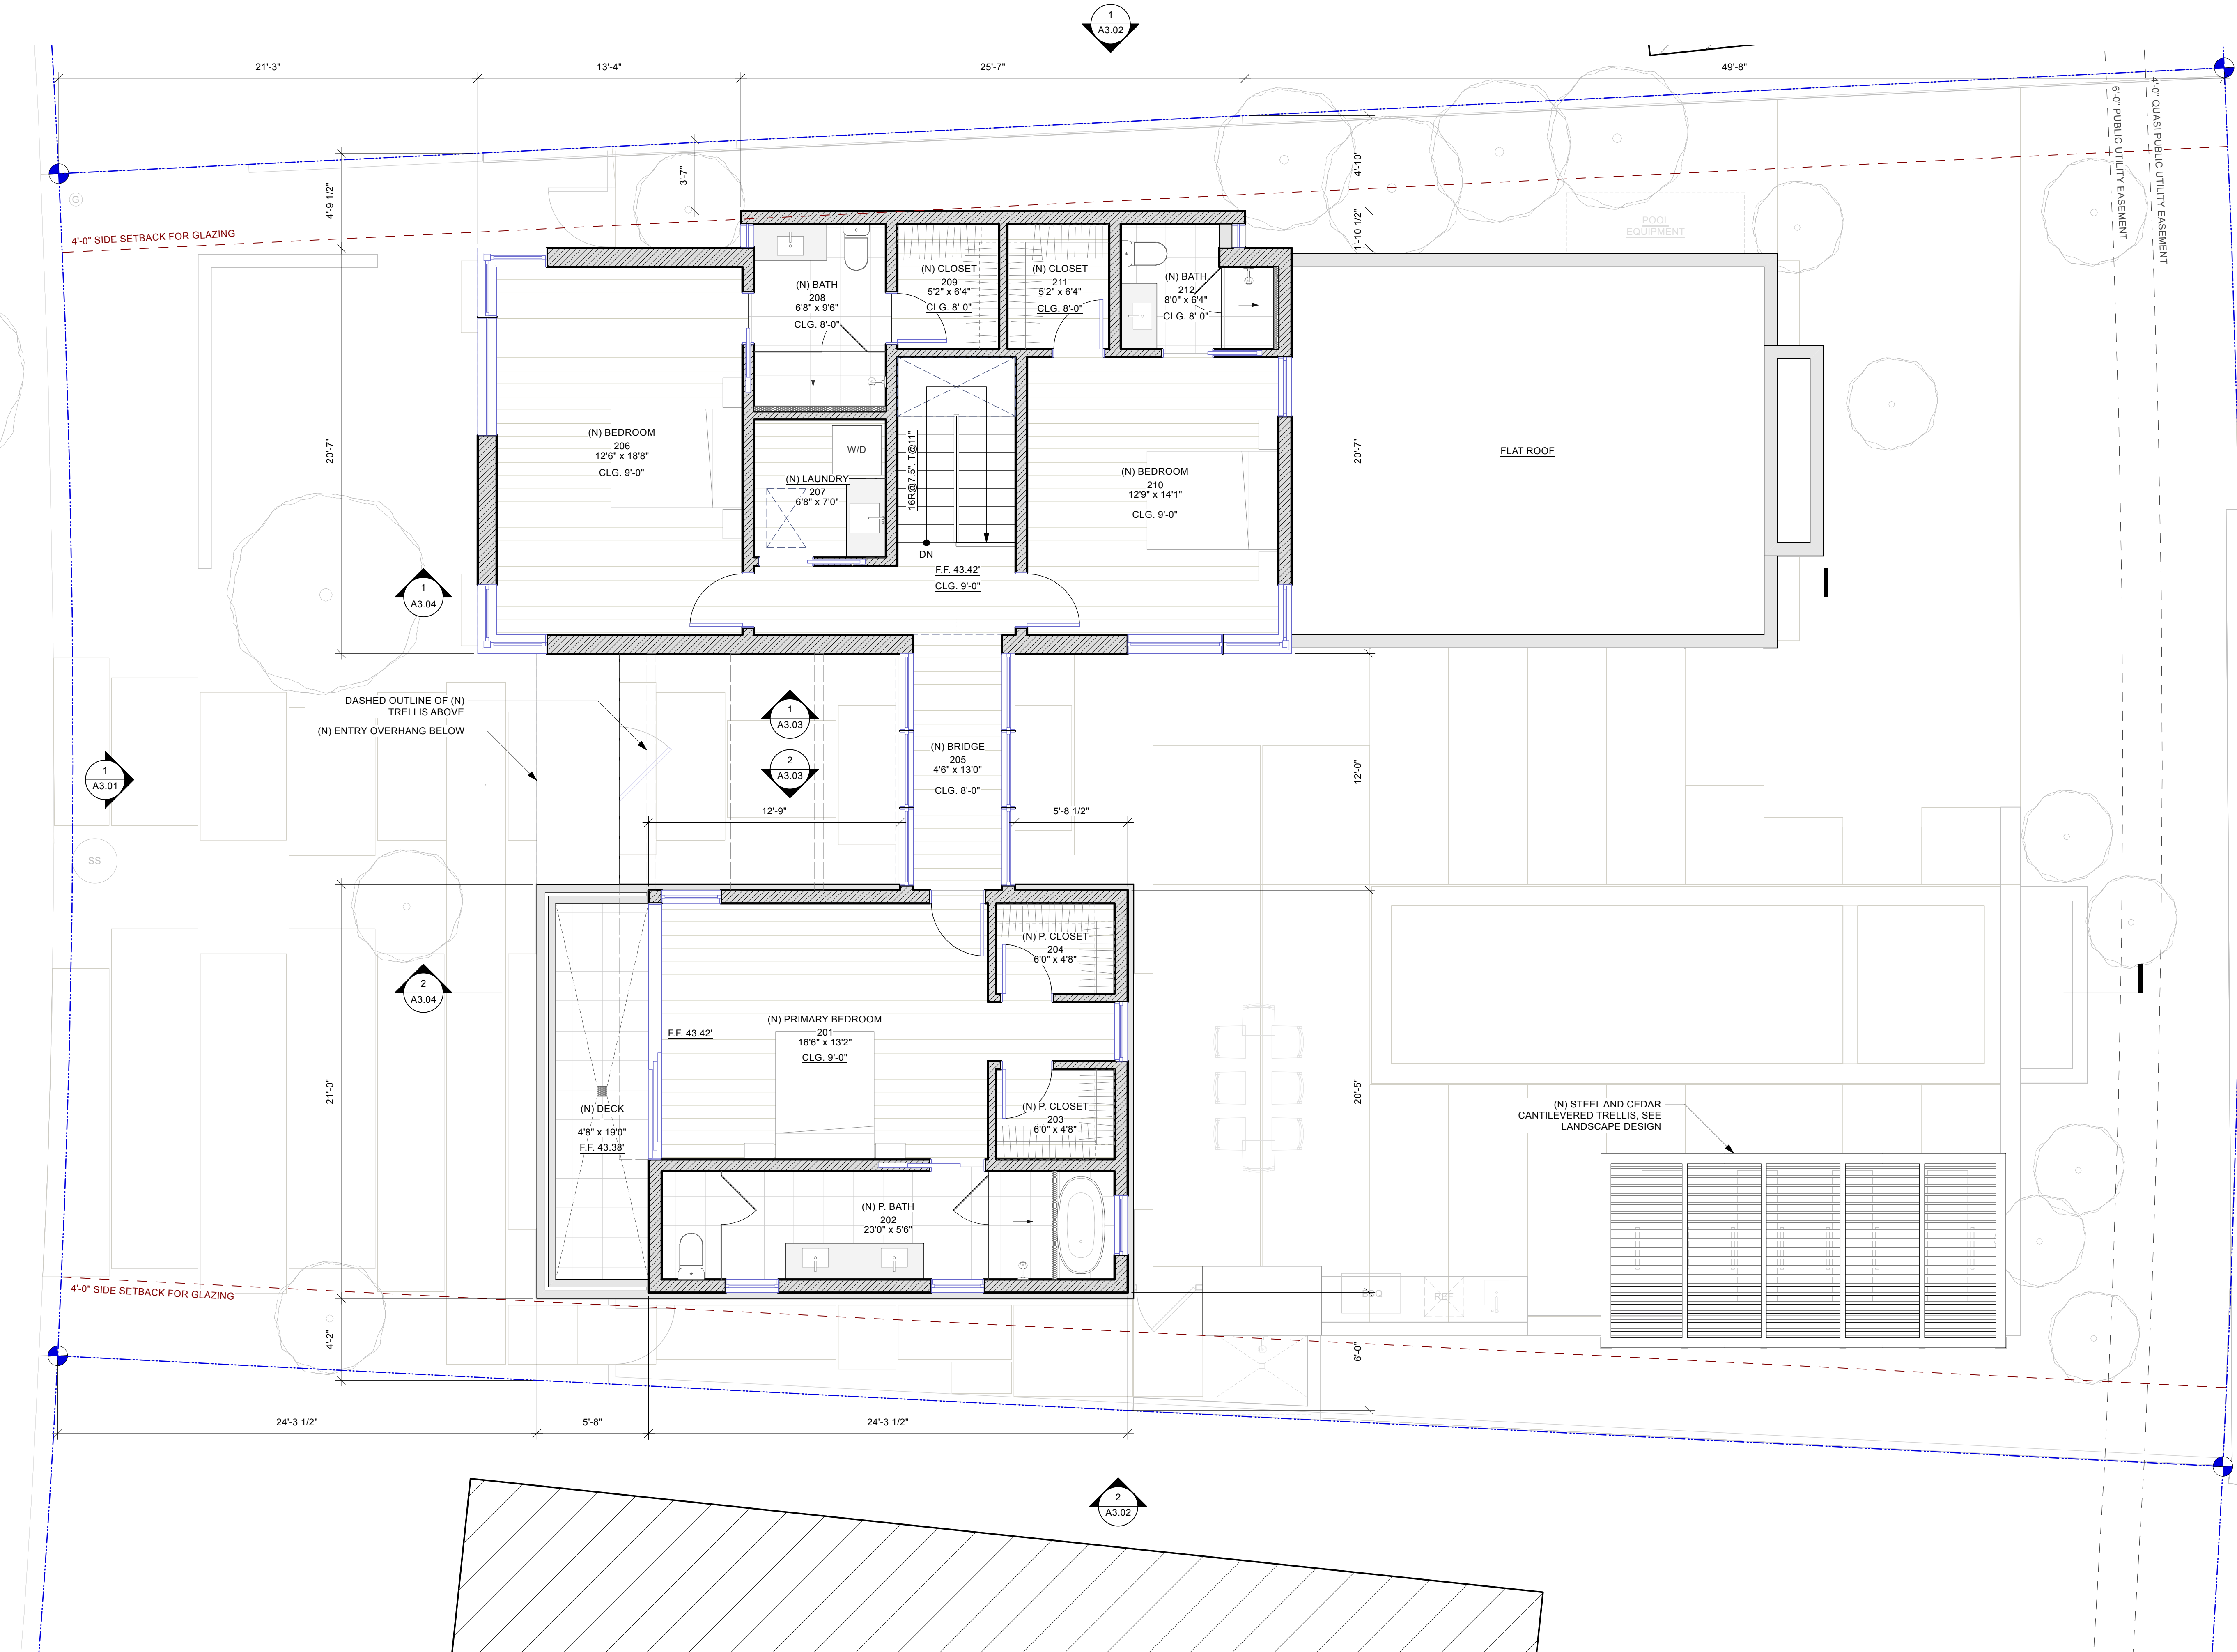 1
A3.02
21'-3"
13'-4"
25'-7"
49'-8"
6'-0" PUBLIC UTILITY EASEMENT
4'-0" QUASI PUBLIC UTILITY EASEMENT
G
4'-9 1/2"
3'-7"
4'-10"
1'-10 1/2"
4'-0" SIDE SETBACK FOR GLAZING
POOL
EQUIPMENT
(N) BATH
208
6'8" x 9'6"
CLG. 8'-0"
(N) CLOSET
209
5'2" x 6'4"
CLG. 8'-0"
(N) CLOSET
211
5'2" x 6'4"
CLG. 8'-0"
(N) BATH
212
8'0" x 6'4"
CLG. 8'-0"
20'-7"
(N) BEDROOM
206
12'6" x 18'8"
CLG. 9'-0"
W/D
(N) LAUNDRY
207
6'8" x 7'0"
16R@7.5", T@11"
DN
F.F. 43.42'
CLG. 9'-0"
(N) BEDROOM
210
12'9" x 14'1"
CLG. 9'-0"
20'-7"
FLAT ROOF
1
A3.04
DASHED OUTLINE OF (N)
TRELLIS ABOVE
(N) ENTRY OVERHANG BELOW
1
A3.03
2
A3.03
(N) BRIDGE
205
4'6" x 13'0"
CLG. 8'-0"
12'-0"
1
A3.01
12'-9"
5'-8 1/2"
SS
2
A3.04
(N) P. CLOSET
204
6'0" x 4'8"
(N) PRIMARY BEDROOM
201
16'6" x 13'2"
CLG. 9'-0"
F.F. 43.42'
21'-0"
(N) DECK
4'8" x 19'0"
F.F. 43.38'
(N) P. CLOSET
203
6'0" x 4'8"
20'-5"
(N) STEEL AND CEDAR
CANTILEVERED TRELLIS, SEE
LANDSCAPE DESIGN
(N) P. BATH
202
23'0" x 5'6"
4'-0" SIDE SETBACK FOR GLAZING
REF
4'-2"
6'-0"
24'-3 1/2"
5'-8"
24'-3 1/2"
2
A3.02